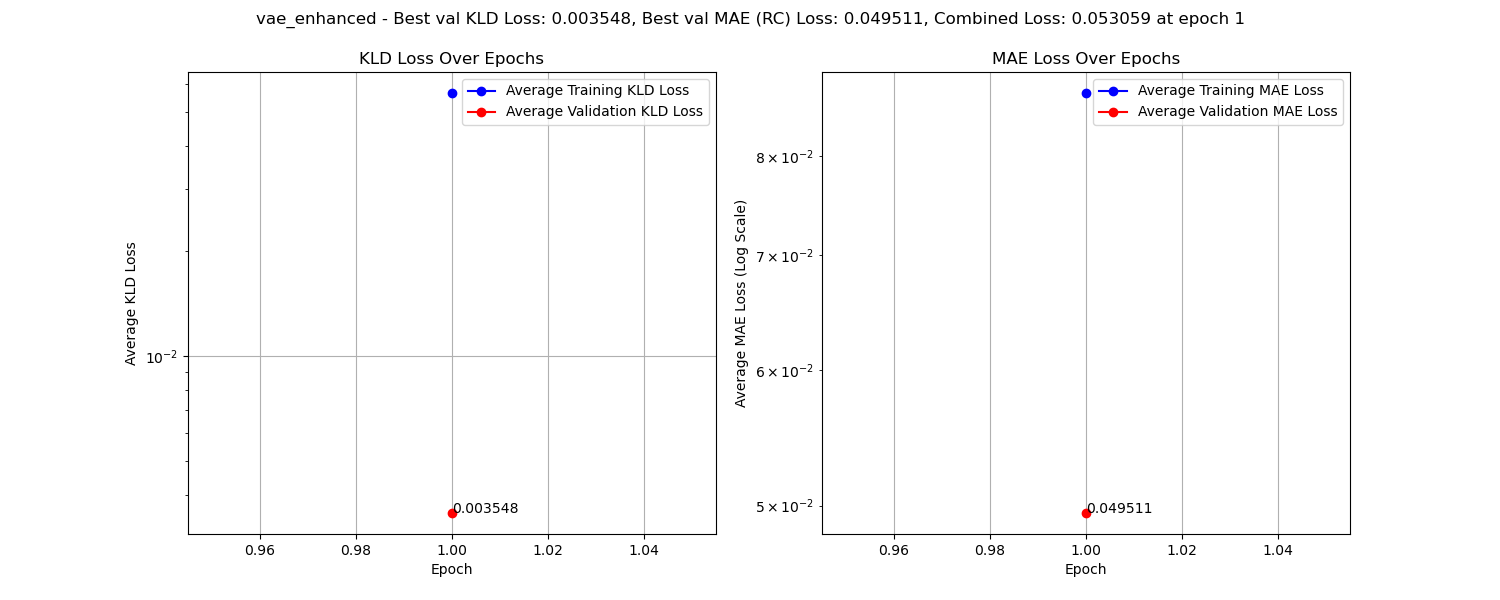 vae_enhanced - Best val KLD Loss: 0.003548, Best val MAE (RC) Loss: 0.049511, Combined Loss: 0.053059 at epoch 1
KLD Loss Over Epochs
Average Training KLD Loss
Average Validation KLD Loss
Average KLD Loss
10⁻²
0.003548
0.96 0.98 1.00 1.02 1.04
Epoch
MAE Loss Over Epochs
Average Training MAE Loss
Average Validation MAE Loss
Average MAE Loss (Log Scale)
8 × 10⁻²
7 × 10⁻²
6 × 10⁻²
5 × 10⁻²
0.049511
0.96 0.98 1.00 1.02 1.04
Epoch